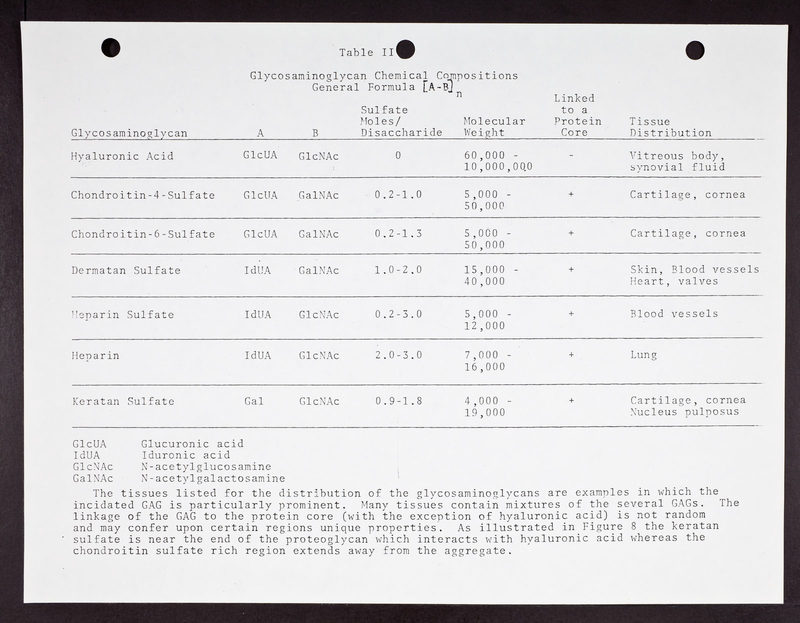 Table II
Glycosaminoglycan Chemical Compositions
General Formula [A-B]n
Linked
Sulfate to a
Moles/ Molecular Protein Tissue
Glycosaminoglycan A B Disaccharide Weight Core Distribution
Hyaluronic Acid GlcUA GlcNAc 0 60,000 - - Vitreous body,
10,000,000 synovial fluid
Chondroitin-4-Sulfate GlcUA GalNAc 0.2-1.0 5,000 - + Cartilage, cornea
50,000
Chondroitin-6-Sulfate GlcUA GalNAc 0.2-1.3 5,000 - + Cartilage, cornea
50,000
Dermatan Sulfate IdUA GalNAc 1.0-2.0 15,000 - + Skin, Blood vessels
40,000 Heart, valves
Heparin Sulfate IdUA GlcNAc 0.2-3.0 5,000 - + Blood vessels
12,000
Heparin IdUA GlcNAc 2.0-3.0 7,000 - + Lung
16,000
Keratan Sulfate Gal GlcNAc 0.9-1.8 4,000 - + Cartilage, cornea
19,000 Nucleus pulposus
GlcUA Glucuronic acid
IdUA Iduronic acid
GlcNAc N-acetylglucosamine
GalNAc N-acetylgalactosamine
The tissues listed for the distribution of the glycosaminoglycans are examples in which the
incidated GAG is particularly prominent. Many tissues contain mixtures of the several GAGs. The
linkage of the GAG to the protein core (with the exception of hyaluronic acid) is not random
and may confer upon certain regions unique properties. As illustrated in Figure 8 the keratan
sulfate is near the end of the proteoglycan which interacts with hyaluronic acid whereas the
chondroitin sulfate rich region extends away from the aggregate.